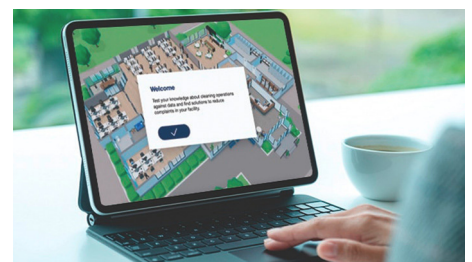 Welcome
Test your knowledge about cleaning operations
against data and find solutions to reduce
complaints in your facility.